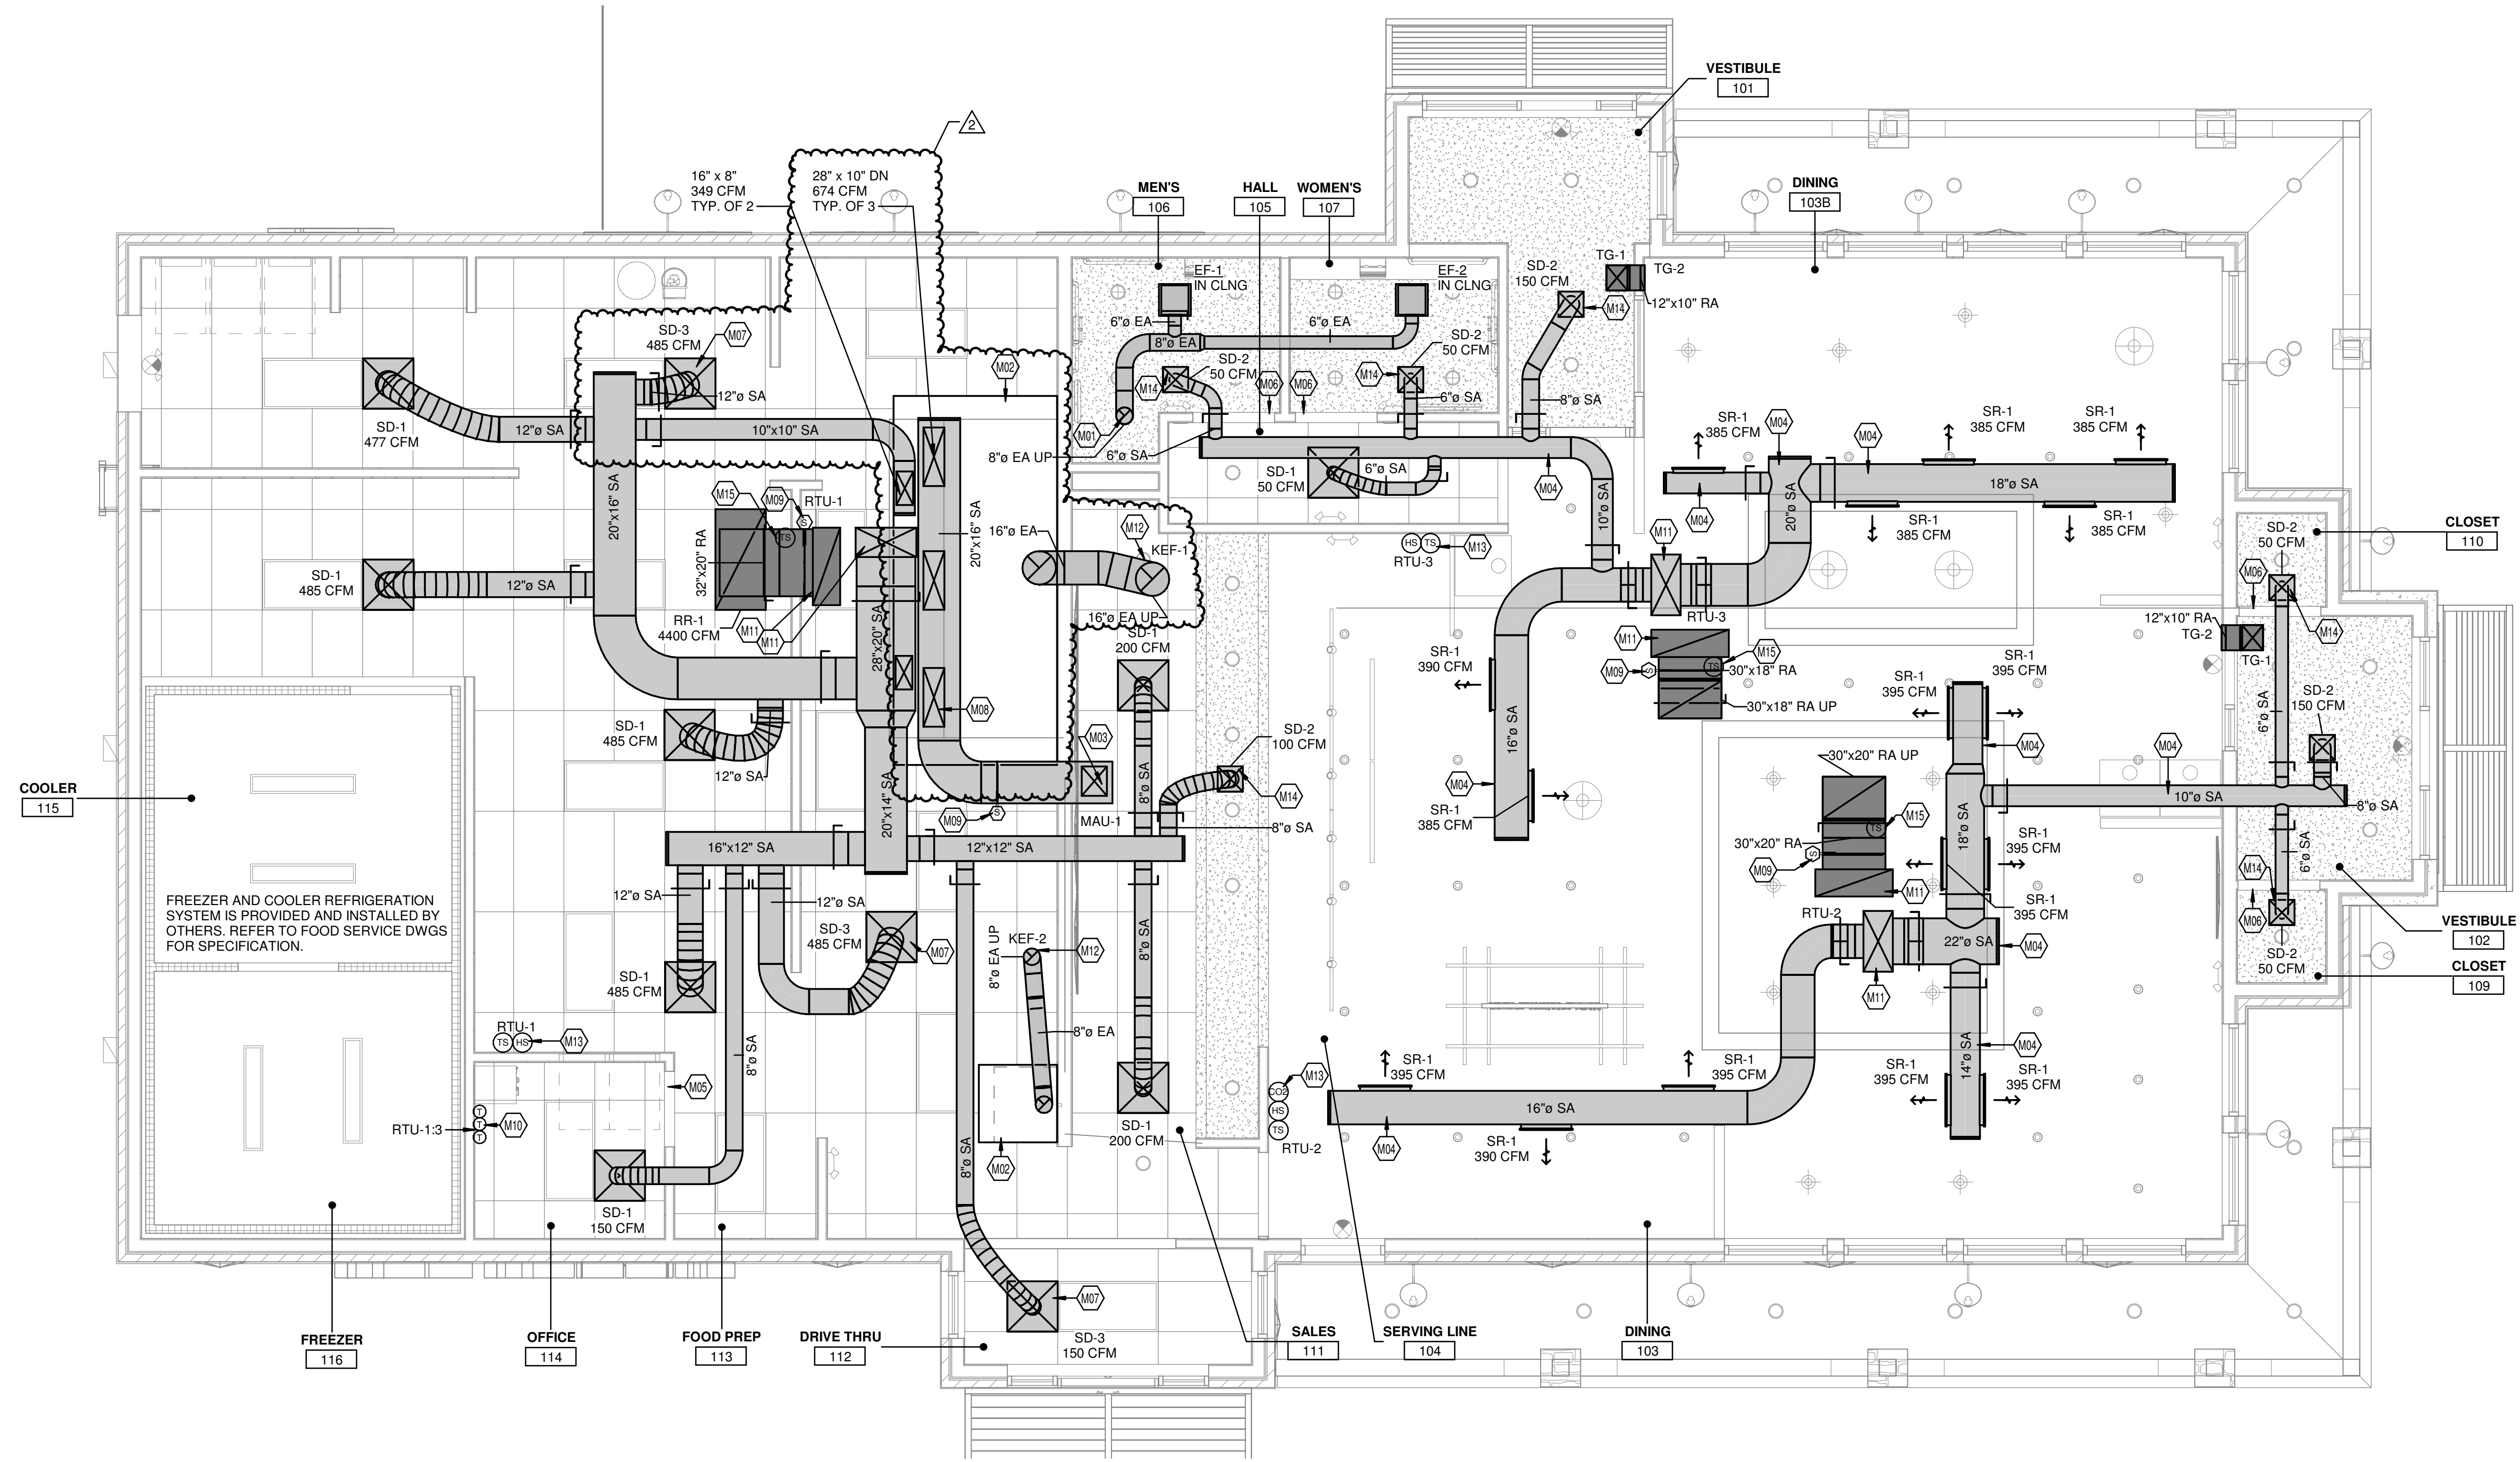 VESTIBULE
101
2
16" x 8"
349 CFM
TYP. OF 2
28" x 10" DN
674 CFM
TYP. OF 3
MEN'S
106
HALL
105
WOMEN'S
107
DINING
103B
EF-1
IN CLNG
EF-2
IN CLNG
SD-2
150 CFM
TG-1
TG-2
12"x10" RA
M14
6"ø EA
6"ø EA
8"ø EA
SD-3
485 CFM
M07
M02
SD-2
50 CFM
SD-2
50 CFM
M14
M06
M06
M14
12"ø SA
6"ø SA
8"ø SA
SD-1
477 CFM
12"ø SA
10"x10" SA
M01
8"ø EA UP
6"ø SA
SD-1
50 CFM
6"ø SA
M04
SR-1
385 CFM
M04
M04
SR-1
385 CFM
SR-1
385 CFM
18"ø SA
M04
20"ø SA
SR-1
385 CFM
SR-1
385 CFM
20"x16" SA
M15
M09
S
RTU-1
TS
32"x20" RA
20"x16" SA
16"ø EA
M12
KEF-1
10"ø SA
HS
TS
M13
RTU-3
M11
SD-2
50 CFM
CLOSET
110
M06
SD-1
485 CFM
12"ø SA
RR-1
4400 CFM
M11
M11
28"x20" SA
16"ø EA UP
SD-1
200 CFM
RTU-3
12"x10" RA
TG-2
M14
TG-1
M11
SR-1
390 CFM
M09
S
TS
M15
30"x18" RA
30"x18" RA UP
SR-1
395 CFM
SR-1
395 CFM
SD-2
150 CFM
6"ø SA
M08
SD-1
485 CFM
12"ø SA
M03
SD-2
100 CFM
16"ø SA
M04
M04
M04
30"x20" RA UP
COOLER
115
20"x14" SA
8"ø SA
M14
M09
S
MAU-1
8"ø SA
M04
SR-1
385 CFM
10"ø SA
8"ø SA
TS
M15
30"x20" RA
M09
S
18"ø SA
SR-1
395 CFM
16"x12" SA
12"x12" SA
6"ø SA
M14
FREEZER AND COOLER REFRIGERATION
SYSTEM IS PROVIDED AND INSTALLED BY
OTHERS. REFER TO FOOD SERVICE DWGS
FOR SPECIFICATION.
12"ø SA
12"ø SA
M11
SR-1
395 CFM
M06
RTU-2
SD-3
485 CFM
M07
KEF-2
M12
8"ø EA UP
8"ø SA
22"ø SA
M04
VESTIBULE
102
SD-2
50 CFM
CLOSET
109
SD-1
485 CFM
M11
RTU-1
TS
HS
M13
8"ø SA
8"ø EA
14"ø SA
M04
M05
M13
CO2
HS
TS
RTU-2
SR-1
395 CFM
SR-1
395 CFM
SR-1
395 CFM
SR-1
395 CFM
16"ø SA
T
T
T
RTU-1:3
M10
SD-1
200 CFM
M04
SR-1
390 CFM
8"ø SA
M02
SD-1
150 CFM
M07
SD-3
150 CFM
FREEZER
116
OFFICE
114
FOOD PREP
113
DRIVE THRU
112
SALES
111
SERVING LINE
104
DINING
103